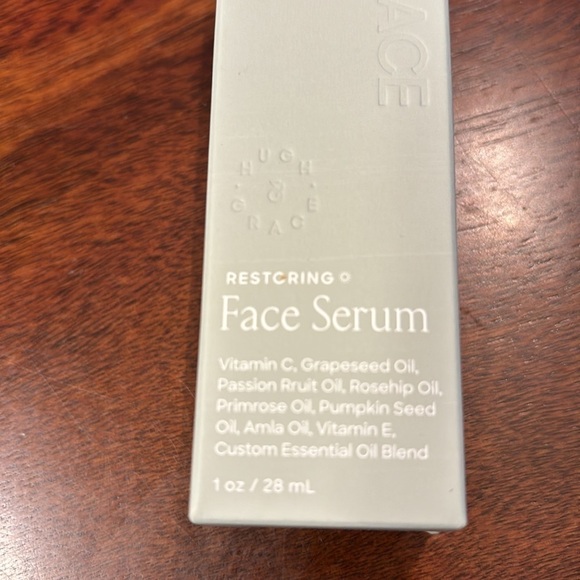 ACE
HUGH
&
GRACE
RESTORING
Face Serum
Vitamin C, Grapeseed Oil,
Passion Rruit Oil, Rosehip Oil,
Primrose Oil, Pumpkin Seed
Oil, Amla Oil, Vitamin E,
Custom Essential Oil Blend
1 oz / 28 mL